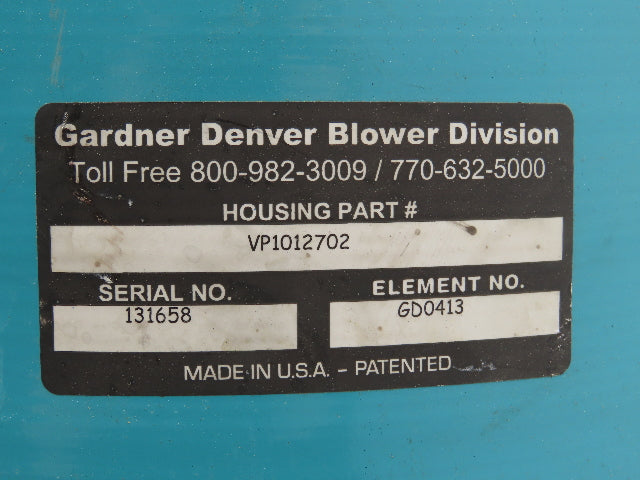 Gardner Denver Blower Division
Toll Free 800-982-3009 / 770-632-5000
HOUSING PART #
VP1012702
SERIAL NO. ELEMENT NO.
131658 GD0413
MADE IN U.S.A. - PATENTED